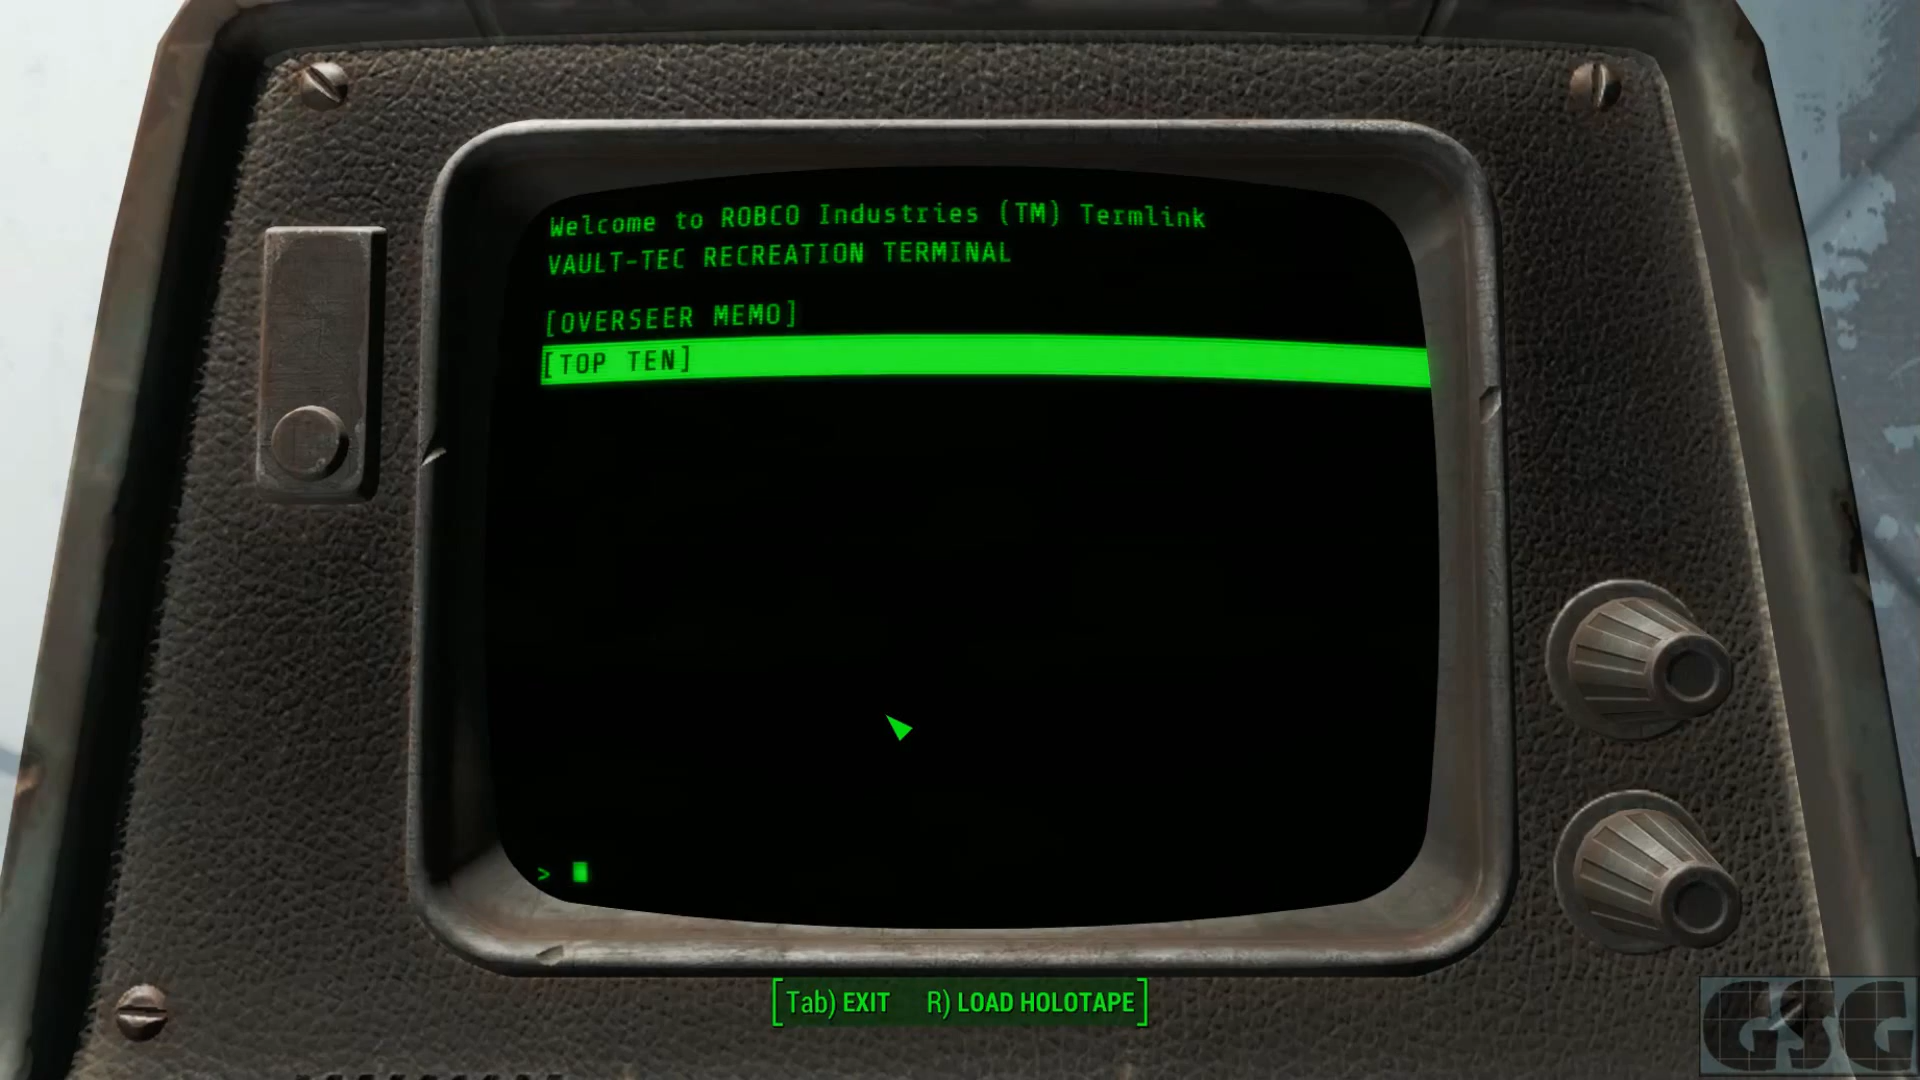 Welcome to ROBCO Industries (TM) Termlink
VAULT-TEC RECREATION TERMINAL
[OVERSEER MEMO]
[TOP TEN]
>
[Tab) EXIT R) LOAD HOLOTAPE]
GSG